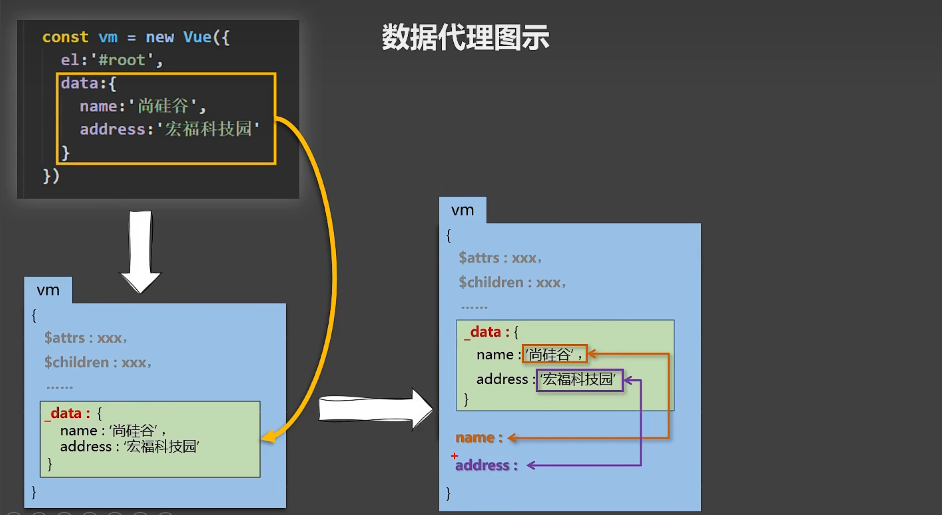 数据代理图示
const vm = new Vue({
el:'#root',
data:{
name:'尚硅谷',
address:'宏福科技园'
}
})
vm
{
$attrs : xxx,
$children : xxx,
......
_data : {
name : '尚硅谷' ,
address : '宏福科技园'
}
}
vm
{
$attrs : xxx,
$children : xxx,
......
_data : {
name : '尚硅谷' ,
address : '宏福科技园'
}
name :
address :
}